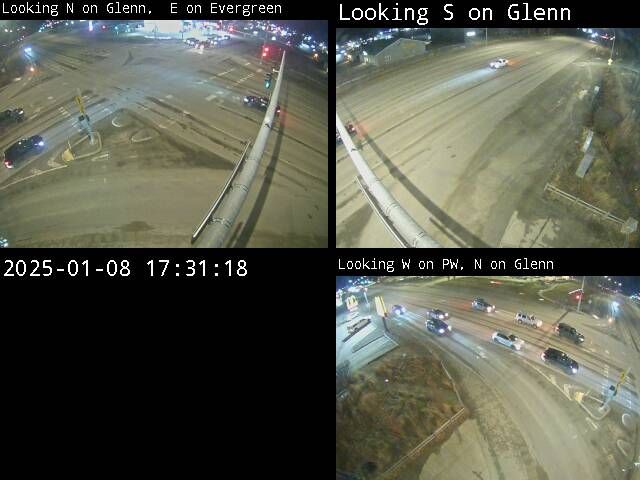 Looking N on Glenn,  E on Evergreen
Looking S on Glenn
2025-01-08 17:31:18
Looking W on PW, N on Glenn